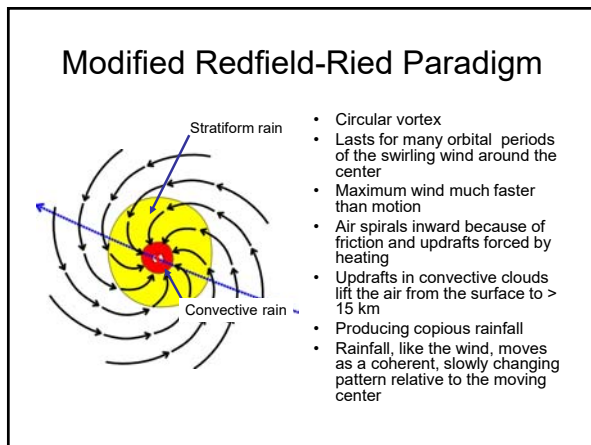 Modified Redfield-Ried Paradigm
Stratiform rain
Convective rain
• Circular vortex
• Lasts for many orbital periods
of the swirling wind around the
center
• Maximum wind much faster
than motion
• Air spirals inward because of
friction and updrafts forced by
heating
• Updrafts in convective clouds
lift the air from the surface to >
15 km
• Producing copious rainfall
• Rainfall, like the wind, moves
as a coherent, slowly changing
pattern relative to the moving
center